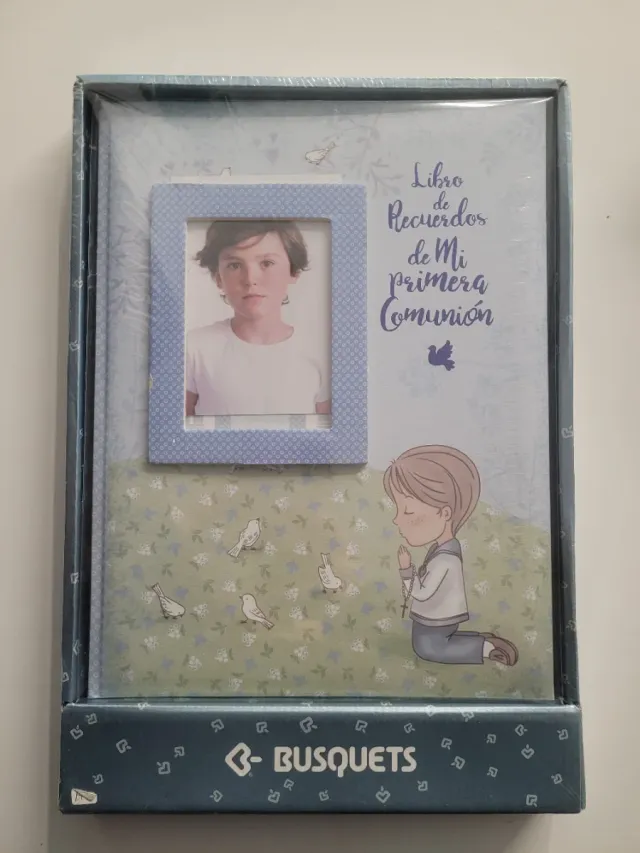 Libro
de
Recuerdos
de Mi
primera
Comunión
BUSQUETS